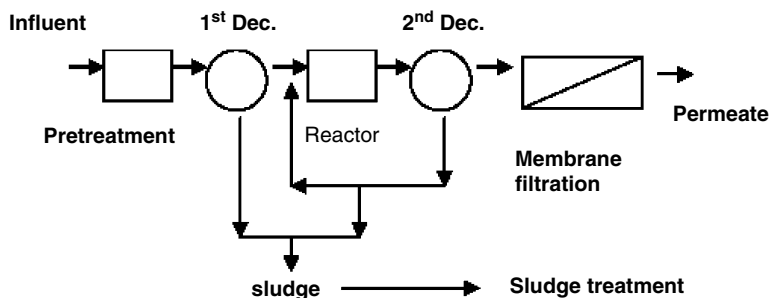 Influent
1st Dec.
2nd Dec.
Pretreatment
Reactor
Permeate
Membrane
filtration
sludge
Sludge treatment